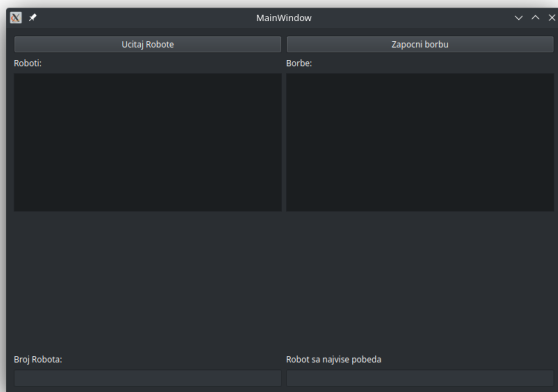 MainWindow
Ucitaj Robote
Zapocni borbu
Roboti:
Borbe:
Broj Robota:
Robot sa najvise pobeda